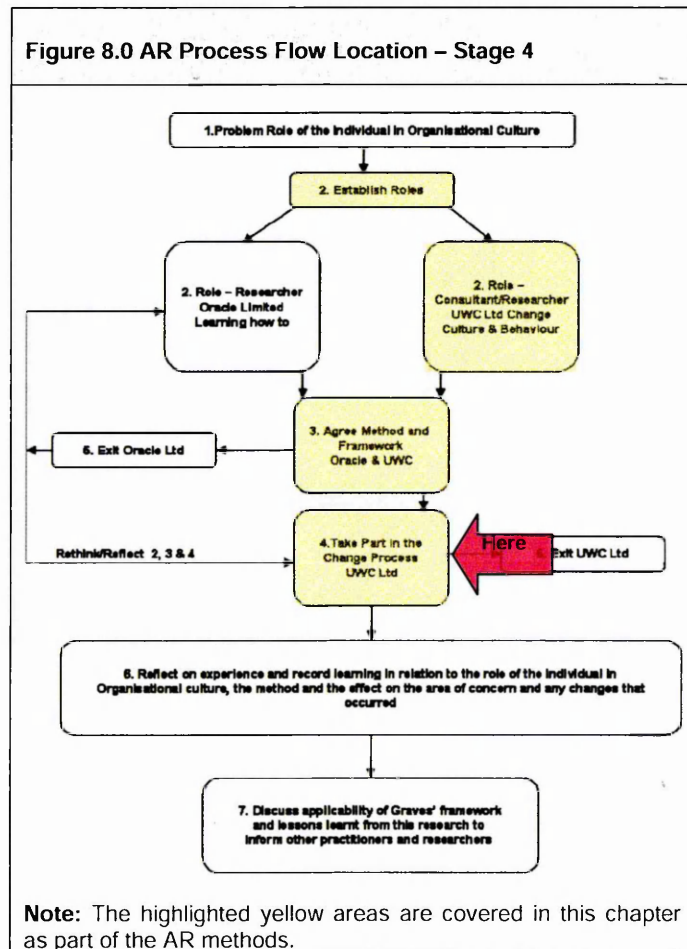 Figure 8.0 AR Process Flow Location – Stage 4
1.Problem Role of the Individual in Organisational Culture
2. Establish Roles
2. Role – Researcher
Oracle Limited
Learning how to
2. Role –
Consultant/Researcher
UWC Ltd Change
Culture & Behaviour
3. Agree Method and
Framework
Oracle & UWC
5. Exit Oracle Ltd
Rethink/Reflect 2, 3 & 4
4.Take Part in the
Change Process
UWC Ltd
Here
Exit UWC Ltd
6. Reflect on experience and record learning in relation to the role of the individual in
Organisational culture, the method and the effect on the area of concern and any changes that
occurred
7. Discuss applicability of Graves' framework
and lessons learnt from this research to
inform other practitioners and researchers
Note: The highlighted yellow areas are covered in this chapter
as part of the AR methods.